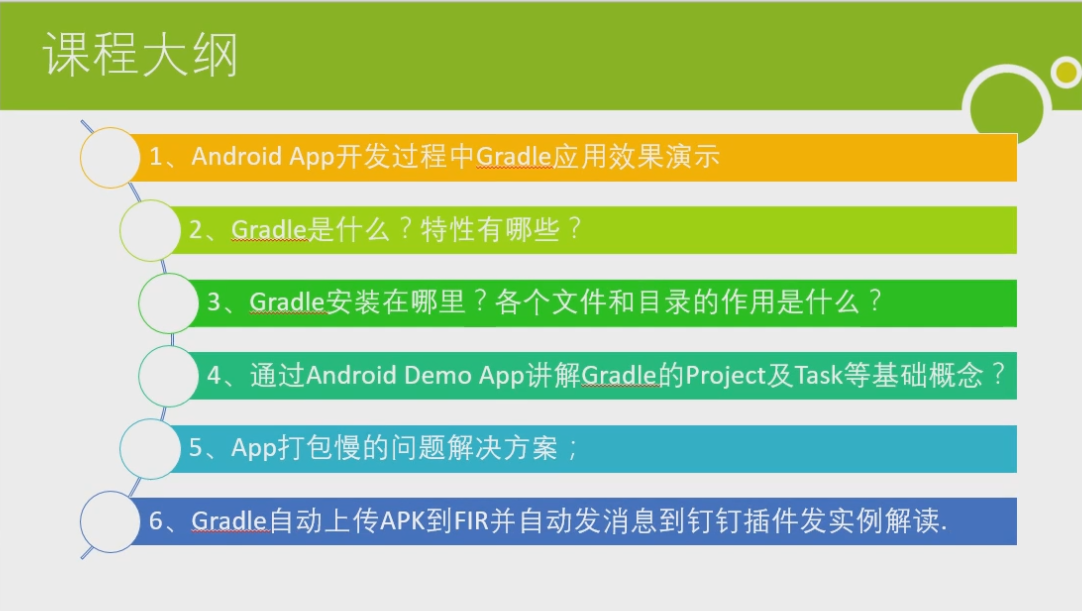 课程大纲
1、Android App开发过程中Gradle应用效果演示
2、Gradle是什么？特性有哪些？
3、Gradle安装在哪里？各个文件和目录的作用是什么？
4、通过Android Demo App讲解Gradle的Project及Task等基础概念？
5、App打包慢的问题解决方案；
6、Gradle自动上传APK到FIR并自动发消息到钉钉插件发实例解读.